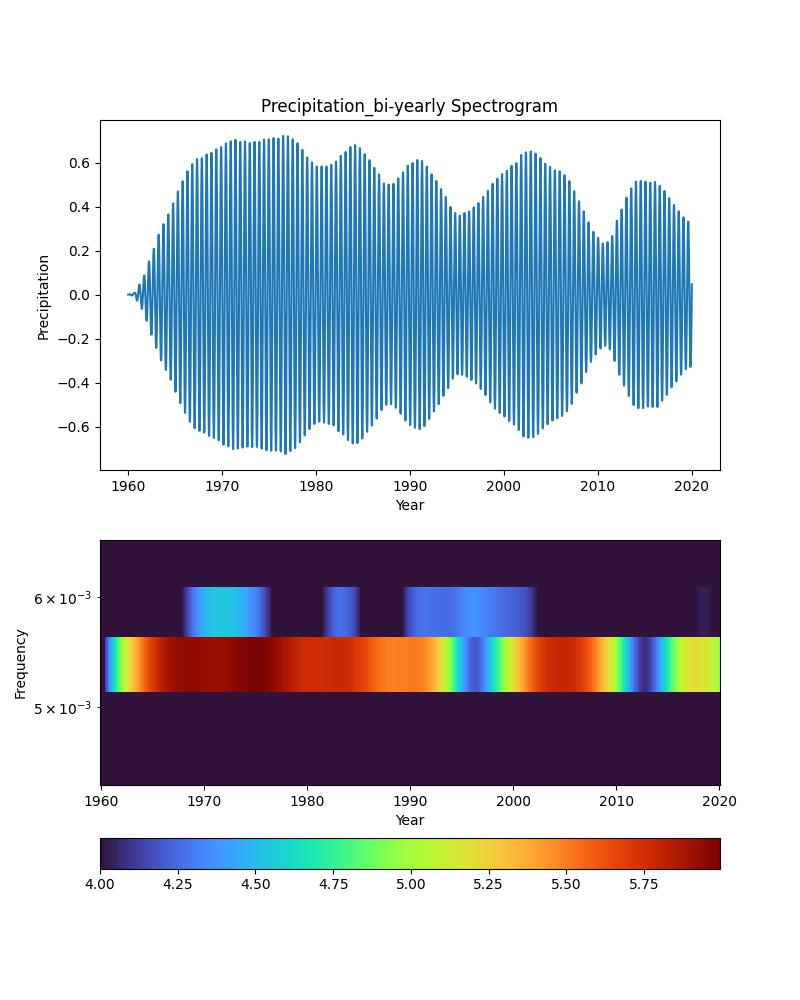 Precipitation_bi-yearly Spectrogram
0.6
0.4
0.2
0.0
−0.2
−0.4
−0.6
Precipitation
1960 1970 1980 1990 2000 2010 2020
Year
6 × 10⁻³
5 × 10⁻³
Frequency
1960 1970 1980 1990 2000 2010 2020
Year
4.00 4.25 4.50 4.75 5.00 5.25 5.50 5.75